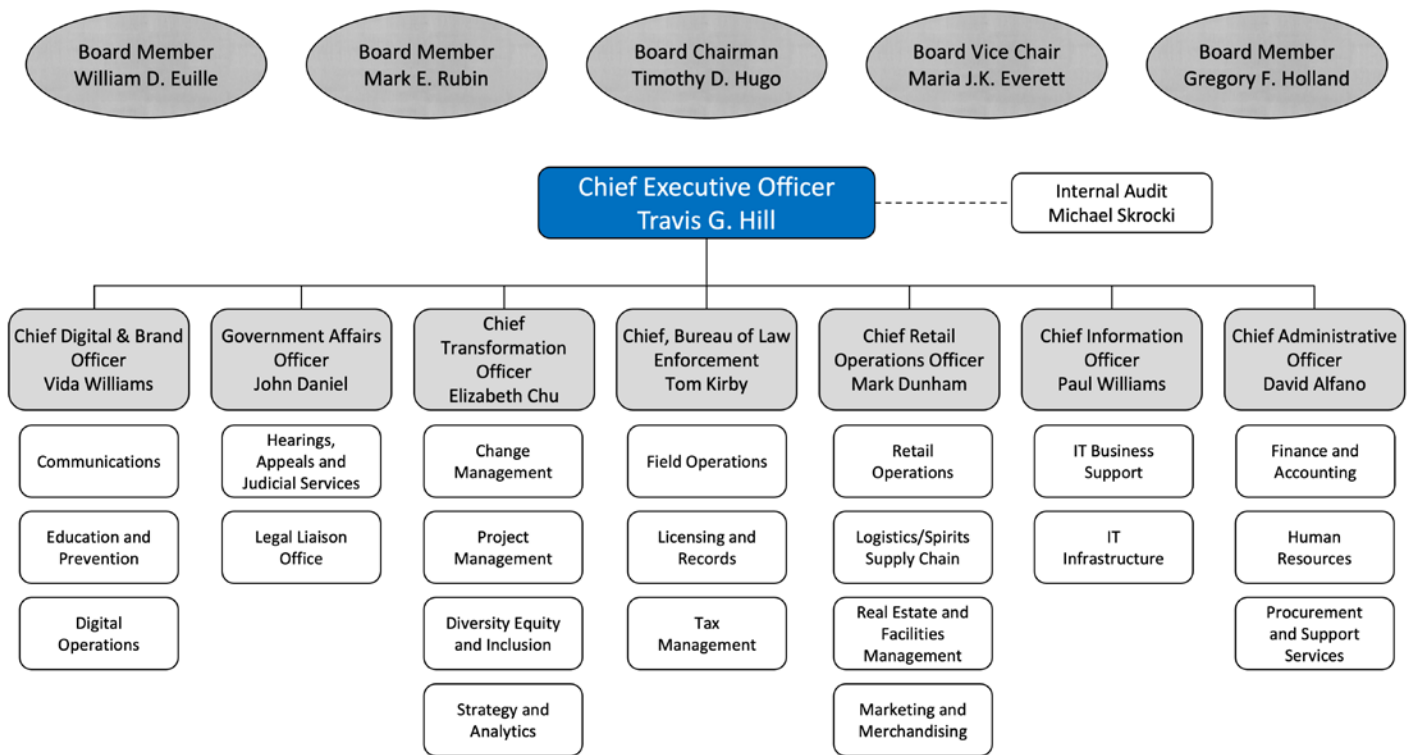 Board Member
William D. Euille
Board Member
Mark E. Rubin
Board Chairman
Timothy D. Hugo
Board Vice Chair
Maria J.K. Everett
Board Member
Gregory F. Holland
Chief Executive Officer
Travis G. Hill
Internal Audit
Michael Skrocki
Chief Digital & Brand
Officer
Vida Williams
Government Affairs
Officer
John Daniel
Chief
Transformation
Officer
Elizabeth Chu
Chief, Bureau of Law
Enforcement
Tom Kirby
Chief Retail
Operations Officer
Mark Dunham
Chief Information
Officer
Paul Williams
Chief Administrative
Officer
David Alfano
Communications
Education and
Prevention
Digital
Operations
Hearings,
Appeals and
Judicial Services
Legal Liaison
Office
Change
Management
Project
Management
Diversity Equity
and Inclusion
Strategy and
Analytics
Field Operations
Licensing and
Records
Tax
Management
Retail
Operations
Logistics/Spirits
Supply Chain
Real Estate and
Facilities
Management
Marketing and
Merchandising
IT Business
Support
IT
Infrastructure
Finance and
Accounting
Human
Resources
Procurement
and Support
Services